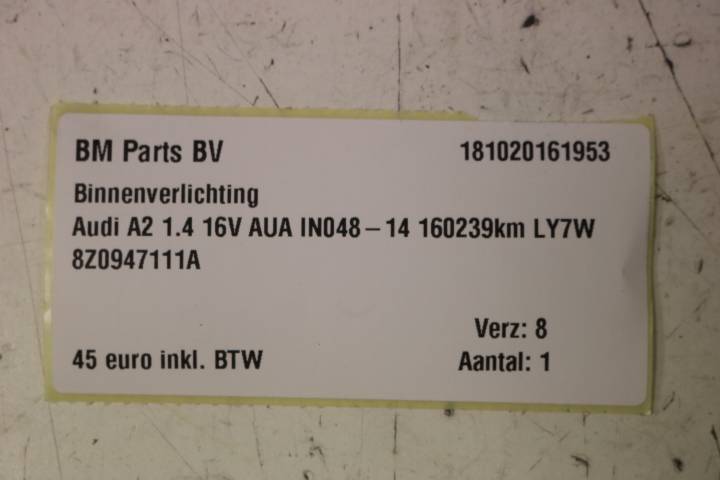 BM Parts BV 181020161953
Binnenverlichting
Audi A2 1.4 16V AUA IN048-14 160239km LY7W
8Z0947111A
Verz: 8
45 euro inkl. BTW Aantal: 1